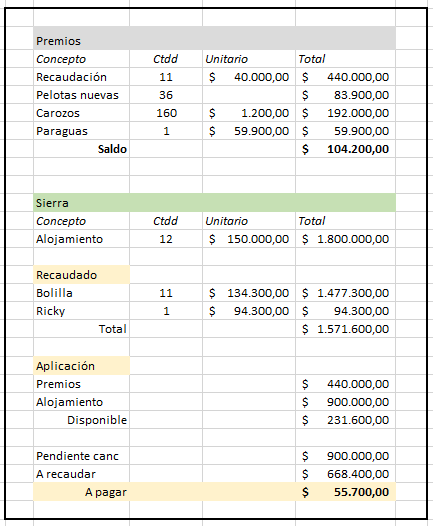 Premios
Concepto Ctdd Unitario Total
Recaudación 11 $ 40.000,00 $ 440.000,00
Pelotas nuevas 36 $ 83.900,00
Carozos 160 $ 1.200,00 $ 192.000,00
Paraguas 1 $ 59.900,00 $ 59.900,00
Saldo $ 104.200,00
Sierra
Concepto Ctdd Unitario Total
Alojamiento 12 $ 150.000,00 $ 1.800.000,00
Recaudado
Bolilla 11 $ 134.300,00 $ 1.477.300,00
Ricky 1 $ 94.300,00 $ 94.300,00
Total $ 1.571.600,00
Aplicación
Premios $ 440.000,00
Alojamiento $ 900.000,00
Disponible $ 231.600,00
Pendiente canc $ 900.000,00
A recaudar $ 668.400,00
A pagar $ 55.700,00